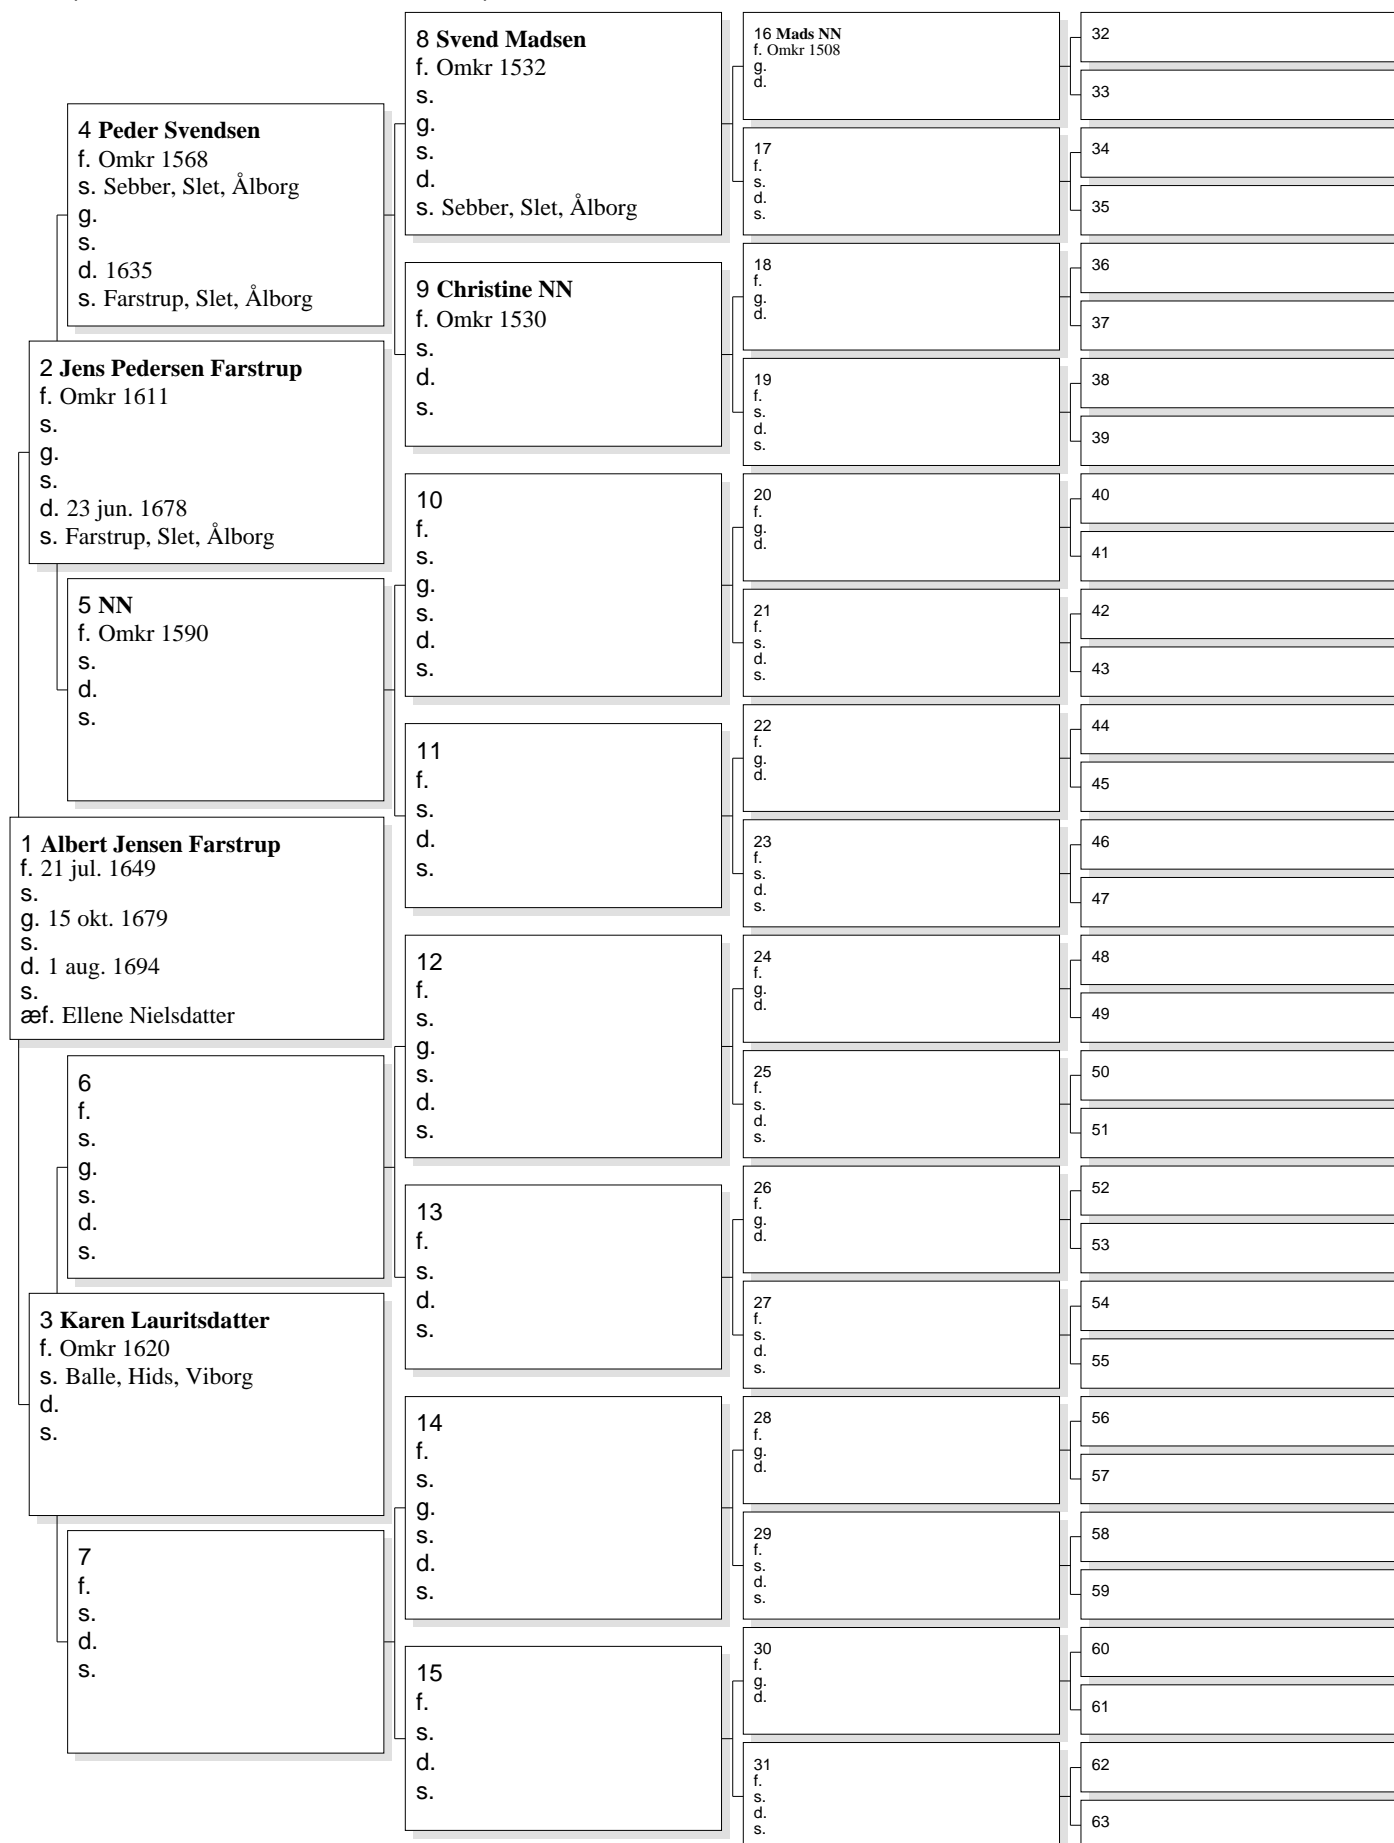 8 Svend Madsen
f. Omkr 1532
s.
g.
s.
d.
s. Sebber, Slet, Ålborg
16 Mads NN
f. Omkr 1508
g.
d.
32
33
4 Peder Svendsen
f. Omkr 1568
s. Sebber, Slet, Ålborg
g.
s.
d. 1635
s. Farstrup, Slet, Ålborg
17
f.
s.
d.
s.
34
35
9 Christine NN
f. Omkr 1530
s.
d.
s.
18
f.
g.
d.
36
37
2 Jens Pedersen Farstrup
f. Omkr 1611
s.
g.
s.
d. 23 jun. 1678
s. Farstrup, Slet, Ålborg
19
f.
s.
d.
s.
38
39
10
f.
s.
g.
s.
d.
s.
20
f.
g.
d.
40
41
5 NN
f. Omkr 1590
s.
d.
s.
21
f.
s.
d.
s.
42
43
11
f.
s.
d.
s.
22
f.
g.
d.
44
45
1 Albert Jensen Farstrup
f. 21 jul. 1649
s.
g. 15 okt. 1679
s.
d. 1 aug. 1694
s.
æf. Ellene Nielsdatter
23
f.
s.
d.
s.
46
47
12
f.
s.
g.
s.
d.
s.
24
f.
g.
d.
48
49
6
f.
s.
g.
s.
d.
s.
25
f.
s.
d.
s.
50
51
13
f.
s.
d.
s.
26
f.
g.
d.
52
53
3 Karen Lauritsdatter
f. Omkr 1620
s. Balle, Hids, Viborg
d.
s.
27
f.
s.
d.
s.
54
55
14
f.
s.
g.
s.
d.
s.
28
f.
g.
d.
56
57
7
f.
s.
d.
s.
29
f.
s.
d.
s.
58
59
15
f.
s.
d.
s.
30
f.
g.
d.
60
61
31
f.
s.
d.
s.
62
63